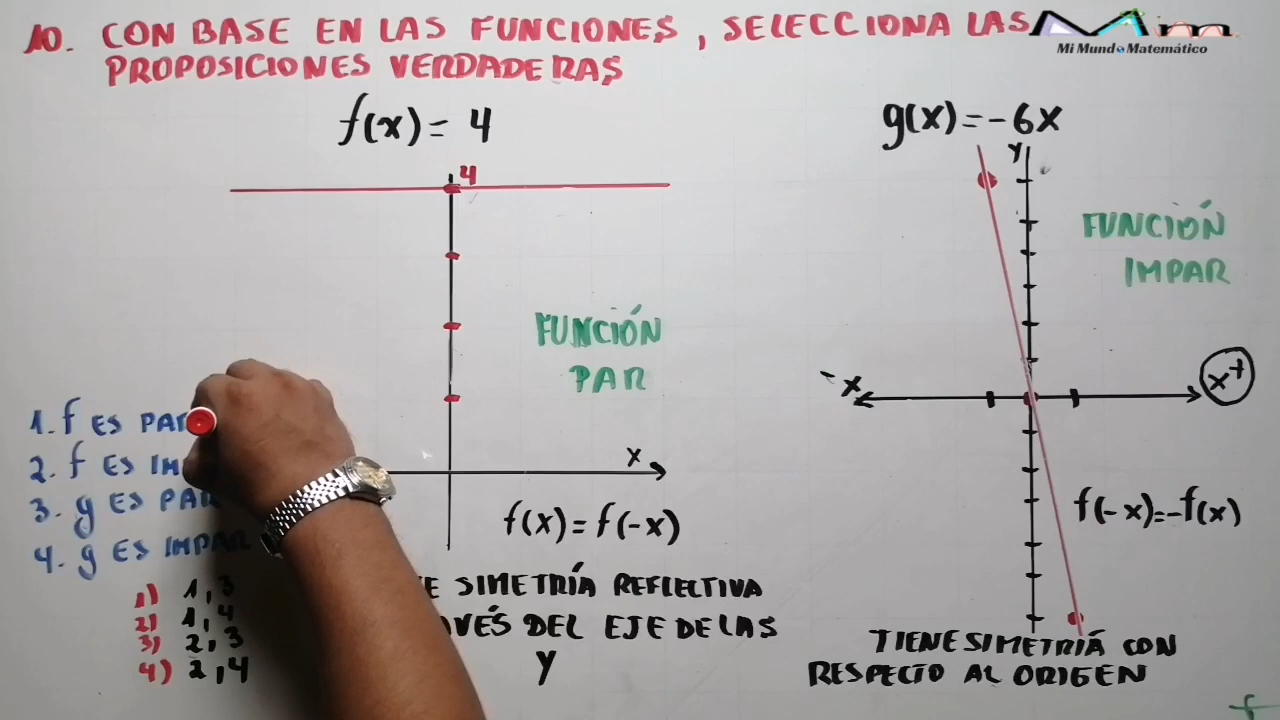 10. CON BASE EN LAS FUNCIONES, SELECCIONA LAS
PROPOSICIONES VERDADERAS
Mi Mundo Matemático
f(x) = 4
4
FUNCIÓN
PAR
x
f(x) = f(-x)
SIMETRÍA REFLECTIVA
DEL EJE DE LAS
Y
g(x) = -6x
y
FUNCIÓN
IMPAR
-x
x+
f(-x)=-f(x)
TIENE SIMETRÍA CON
RESPECTO AL ORIGEN
1. f ES PAR
2. f ES
3. g ES PAR
4. g ES IMPAR
1) 1,3
2) 1,4
3) 2,3
4) 2,4